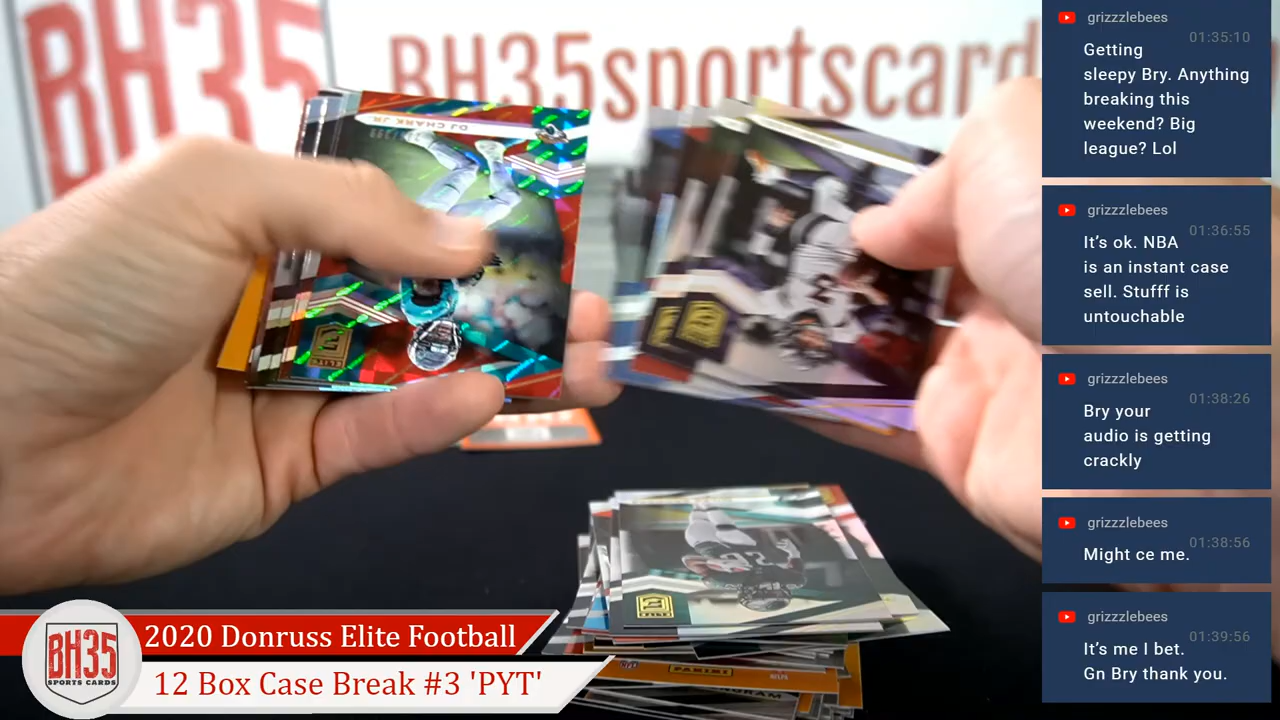 BH35
BH35sportscard
DJ CHARK JR
ELITE
PANINI
BH35
SPORTS CARDS
2020 Donruss Elite Football
12 Box Case Break #3 'PYT'
grizzzlebees
01:35:10
Getting
sleepy Bry. Anything
breaking this
weekend? Big
league? Lol
grizzzlebees
01:36:55
It's ok. NBA
is an instant case
sell. Stufff is
untouchable
grizzzlebees
01:38:26
Bry your
audio is getting
crackly
grizzzlebees
01:38:56
Might ce me.
grizzzlebees
01:39:56
It's me I bet.
Gn Bry thank you.